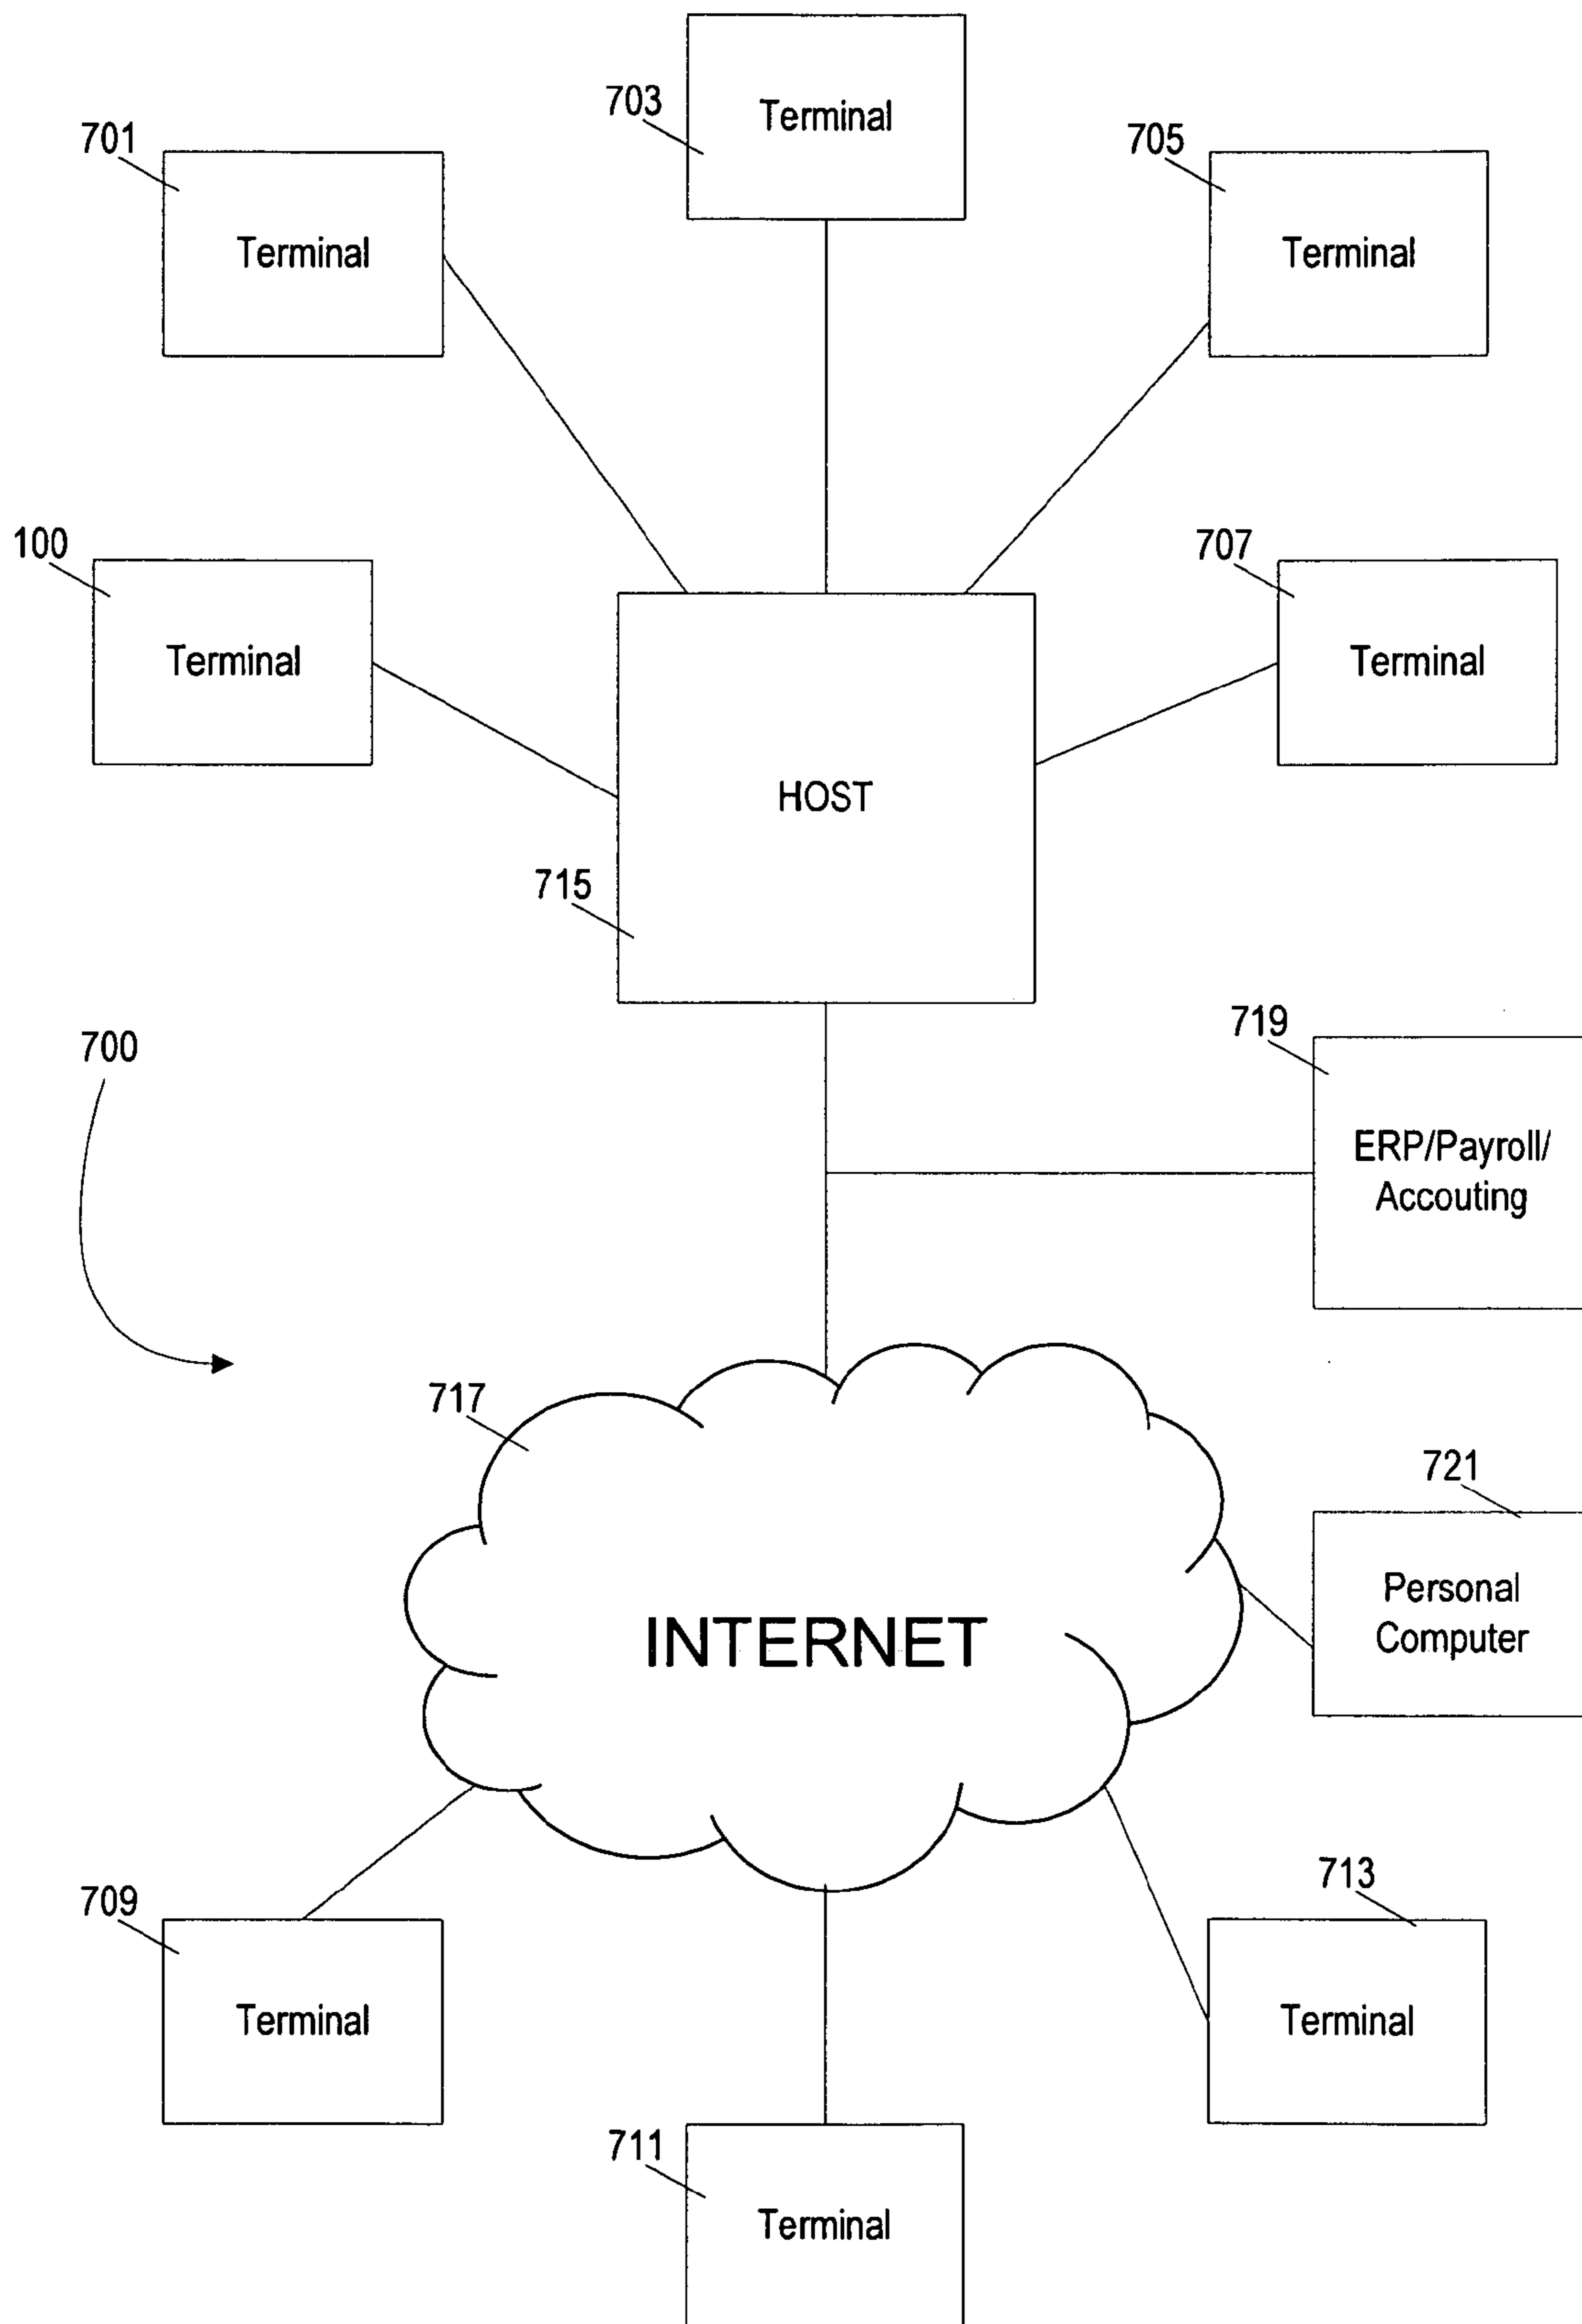 703
Terminal
701
Terminal
705
Terminal
100
Terminal
707
Terminal
HOST
715
700
719
ERP/Payroll/
Accouting
717
721
Personal
Computer
INTERNET
709
Terminal
713
Terminal
711
Terminal